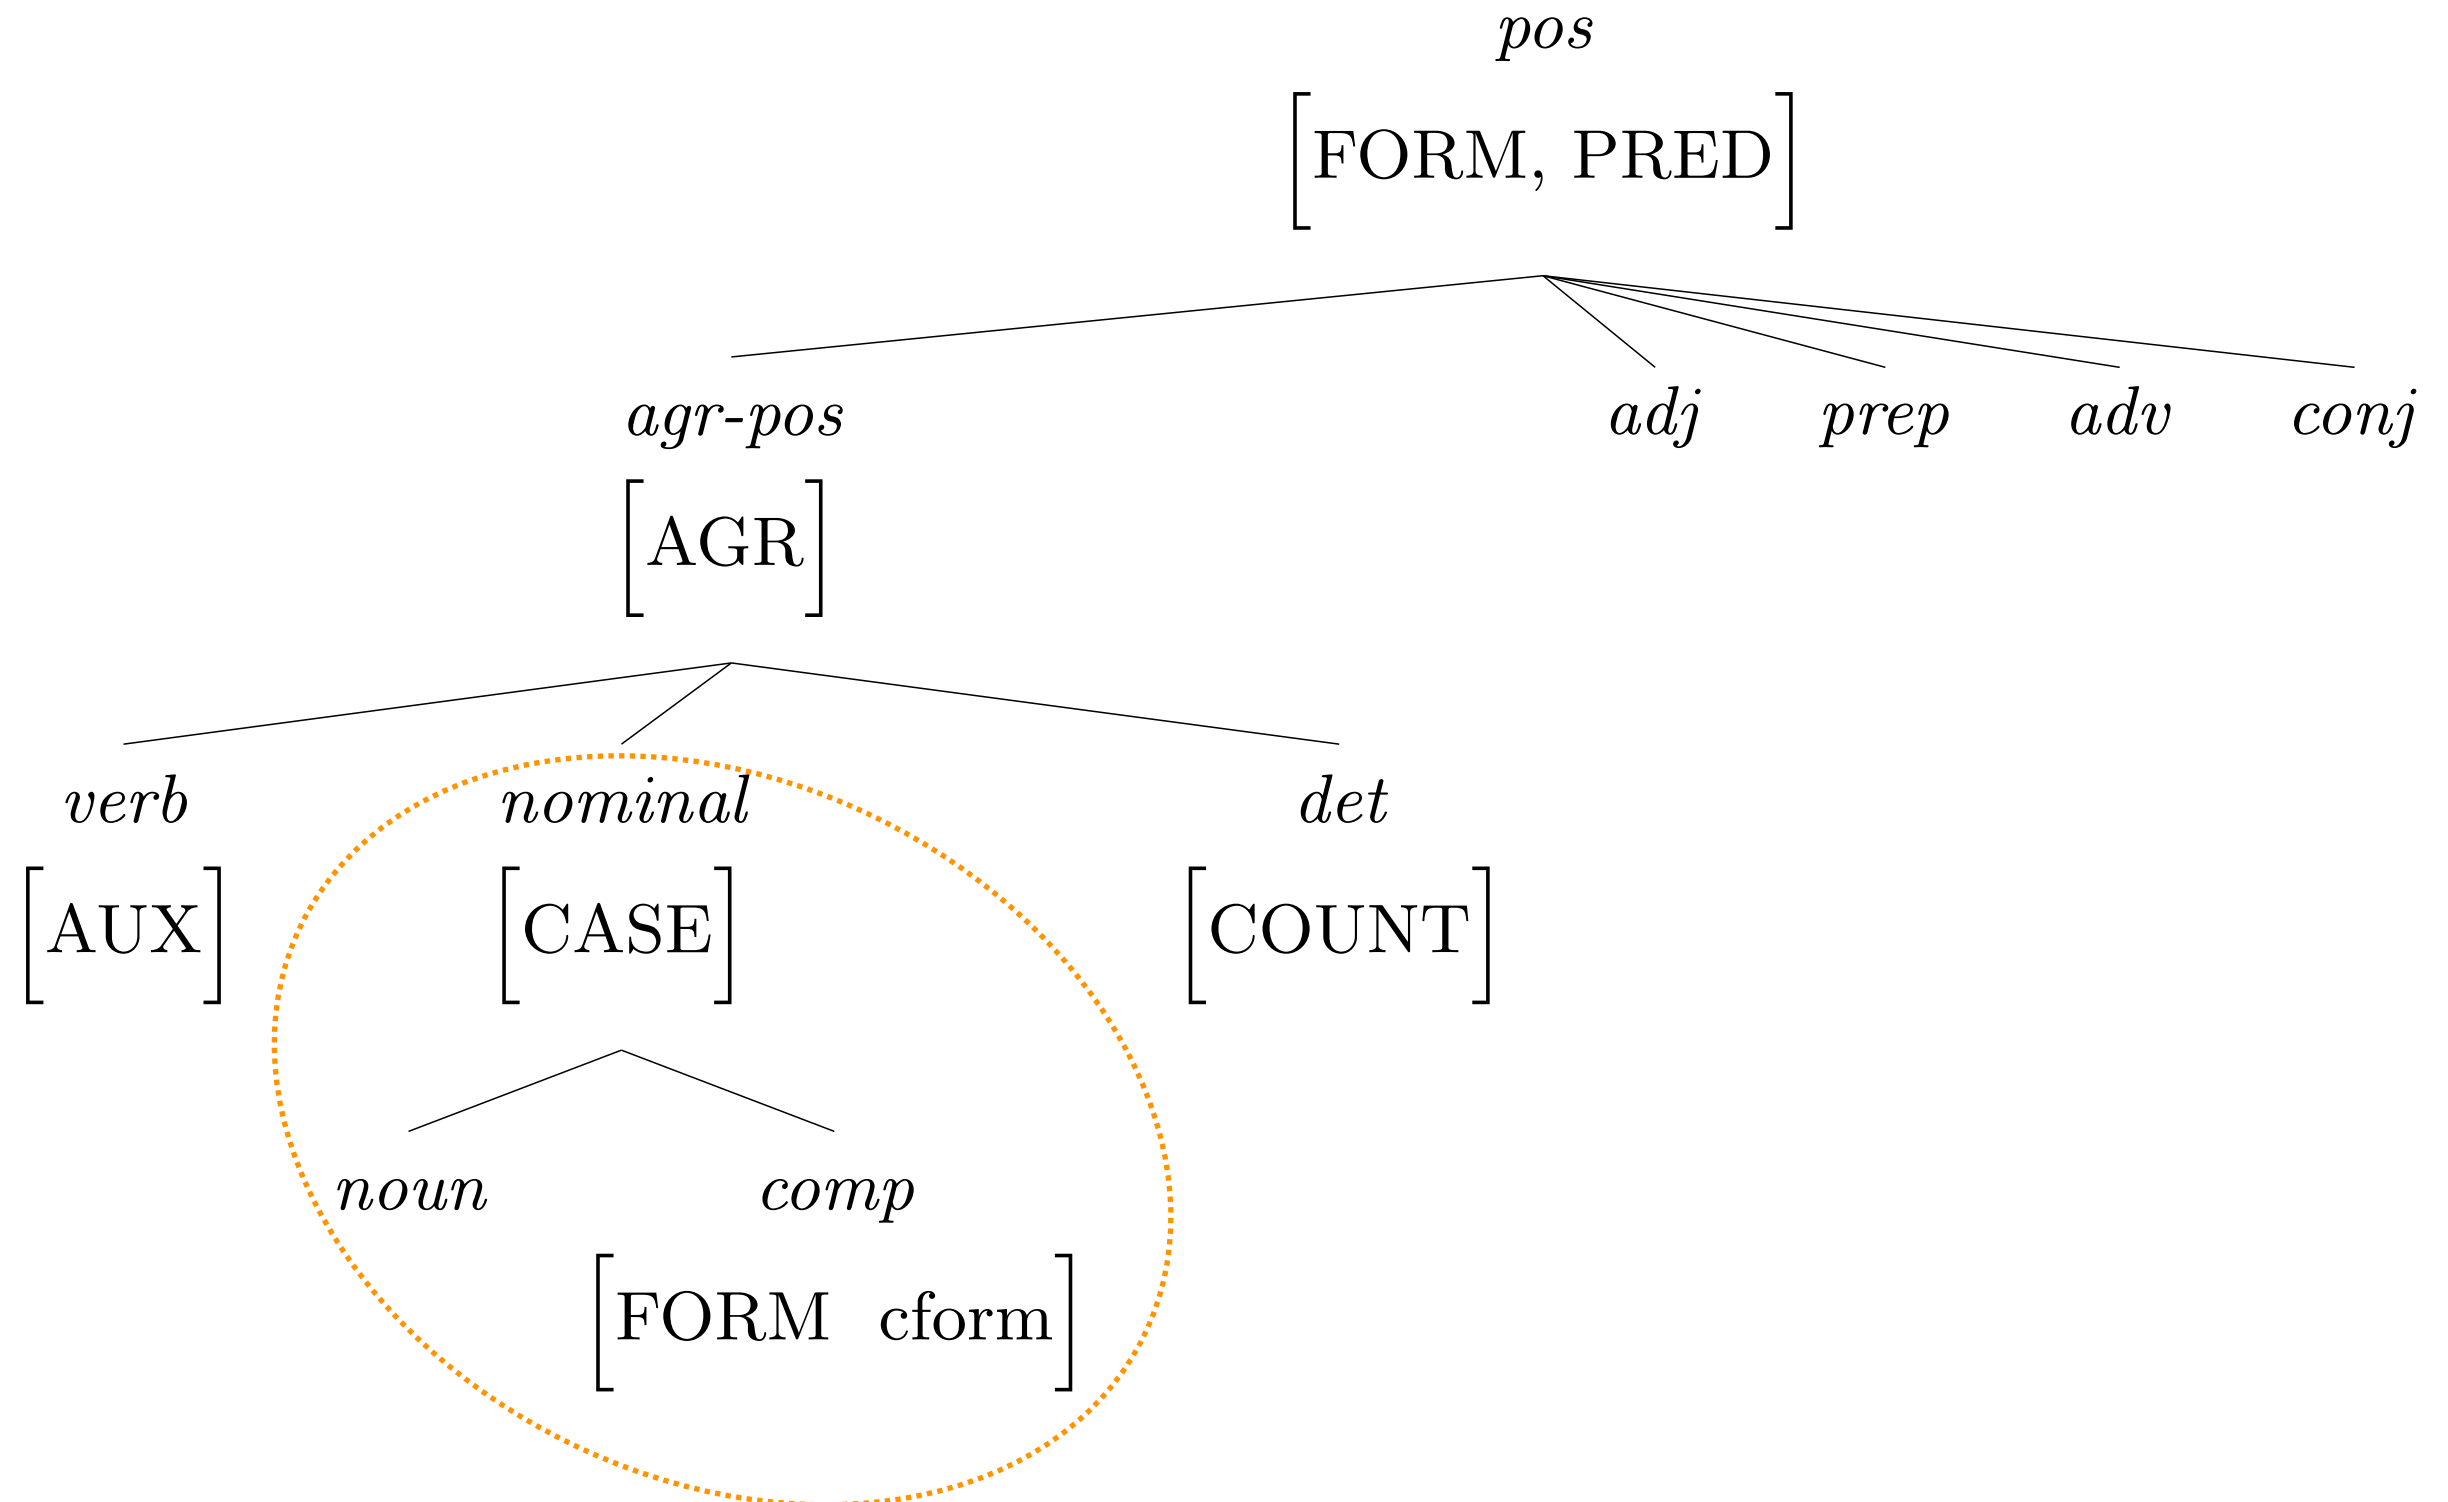 pos
[FORM, PRED]
agr-pos adj prep adv conj
[AGR]
verb nominal det
[AUX] [CASE] [COUNT]
noun comp
[FORM cform]